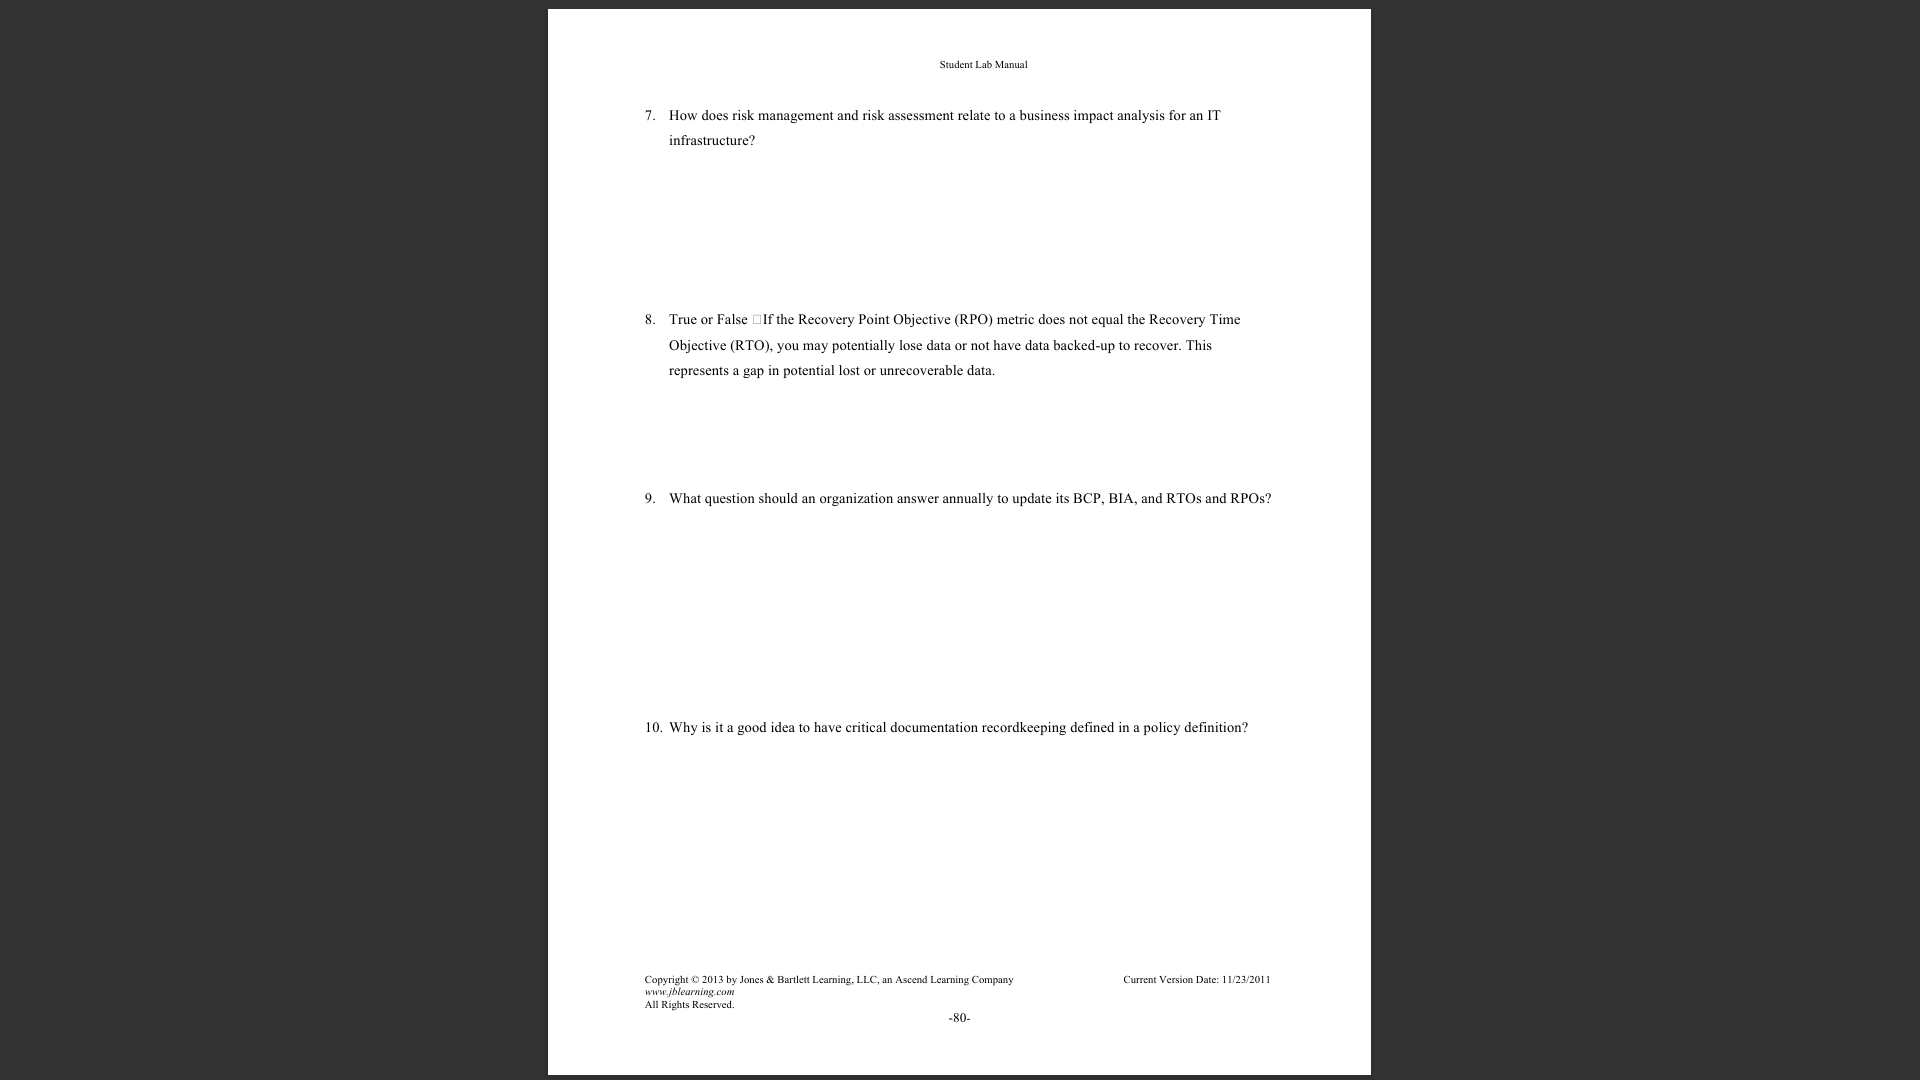 Student Lab Manual
7. How does risk management and risk assessment relate to a business impact analysis for an IT
infrastructure?
8. True or False □If the Recovery Point Objective (RPO) metric does not equal the Recovery Time
Objective (RTO), you may potentially lose data or not have data backed-up to recover. This
represents a gap in potential lost or unrecoverable data.
9. What question should an organization answer annually to update its BCP, BIA, and RTOs and RPOs?
10. Why is it a good idea to have critical documentation recordkeeping defined in a policy definition?
Copyright © 2013 by Jones & Bartlett Learning, LLC, an Ascend Learning Company Current Version Date: 11/23/2011
www.jblearning.com
All Rights Reserved.
-80-